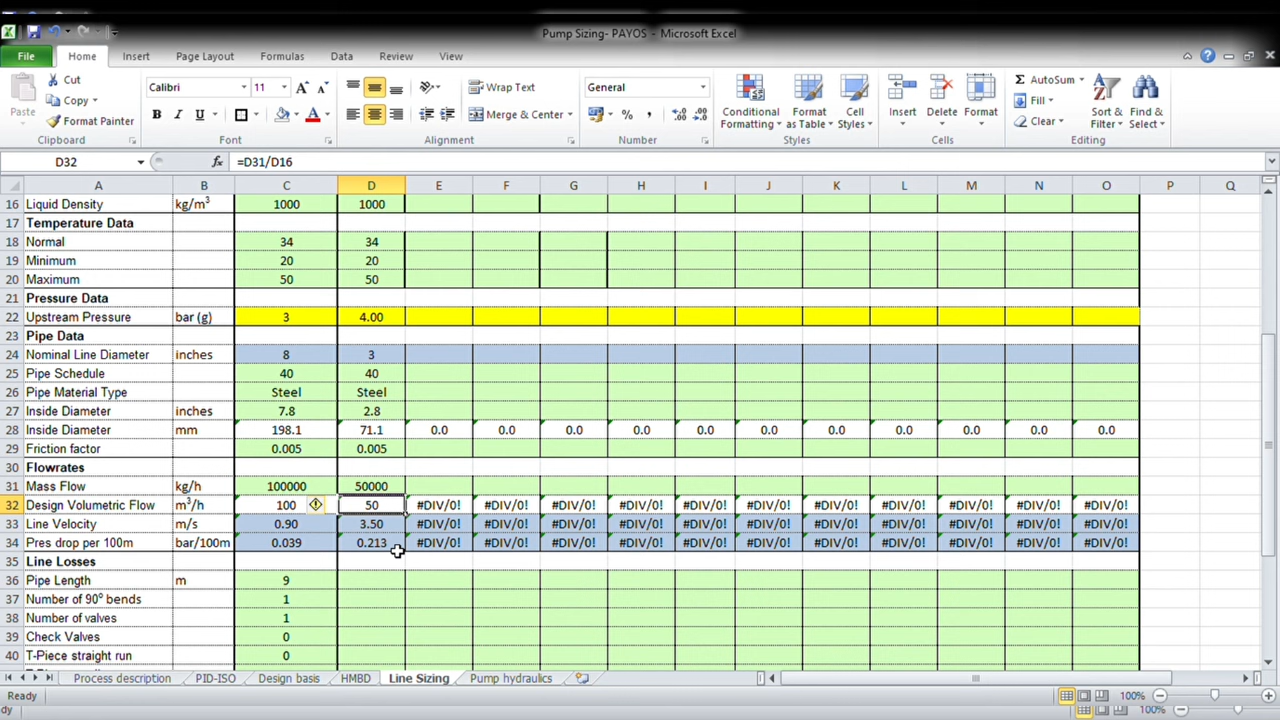 Pump Sizing- PAYOS - Microsoft Excel
File Home Insert Page Layout Formulas Data Review View
Paste
Cut
Copy
Format Painter
Clipboard
Calibri 11
B I U
Font
Wrap Text
Merge & Center
Alignment
General
%
Number
Conditional Formatting
Format as Table
Cell Styles
Styles
Insert
Delete
Format
Cells
Σ AutoSum
Fill
Clear
Sort & Filter
Find & Select
Editing
D32 fx =D31/D16
A B C D E F G H I J K L M N O P Q
16 Liquid Density kg/m3 1000 1000
17 Temperature Data
18 Normal 34 34
19 Minimum 20 20
20 Maximum 50 50
21 Pressure Data
22 Upstream Pressure bar (g) 3 4.00
23 Pipe Data
24 Nominal Line Diameter inches 8 3
25 Pipe Schedule 40 40
26 Pipe Material Type Steel Steel
27 Inside Diameter inches 7.8 2.8
28 Inside Diameter mm 198.1 71.1 0.0 0.0 0.0 0.0 0.0 0.0 0.0 0.0 0.0 0.0 0.0
29 Friction factor 0.005 0.005
30 Flowrates
31 Mass Flow kg/h 100000 50000
32 Design Volumetric Flow m3/h 100 50 #DIV/0! #DIV/0! #DIV/0! #DIV/0! #DIV/0! #DIV/0! #DIV/0! #DIV/0! #DIV/0! #DIV/0! #DIV/0!
33 Line Velocity m/s 0.90 3.50 #DIV/0! #DIV/0! #DIV/0! #DIV/0! #DIV/0! #DIV/0! #DIV/0! #DIV/0! #DIV/0! #DIV/0! #DIV/0!
34 Pres drop per 100m bar/100m 0.039 0.213 #DIV/0! #DIV/0! #DIV/0! #DIV/0! #DIV/0! #DIV/0! #DIV/0! #DIV/0! #DIV/0! #DIV/0! #DIV/0!
35 Line Losses
36 Pipe Length m 9
37 Number of 90º bends 1
38 Number of valves 1
39 Check Valves 0
40 T-Piece straight run 0
Process description PID-ISO Design basis HMBD Line Sizing Pump hydraulics
Ready 100%
dy 100%